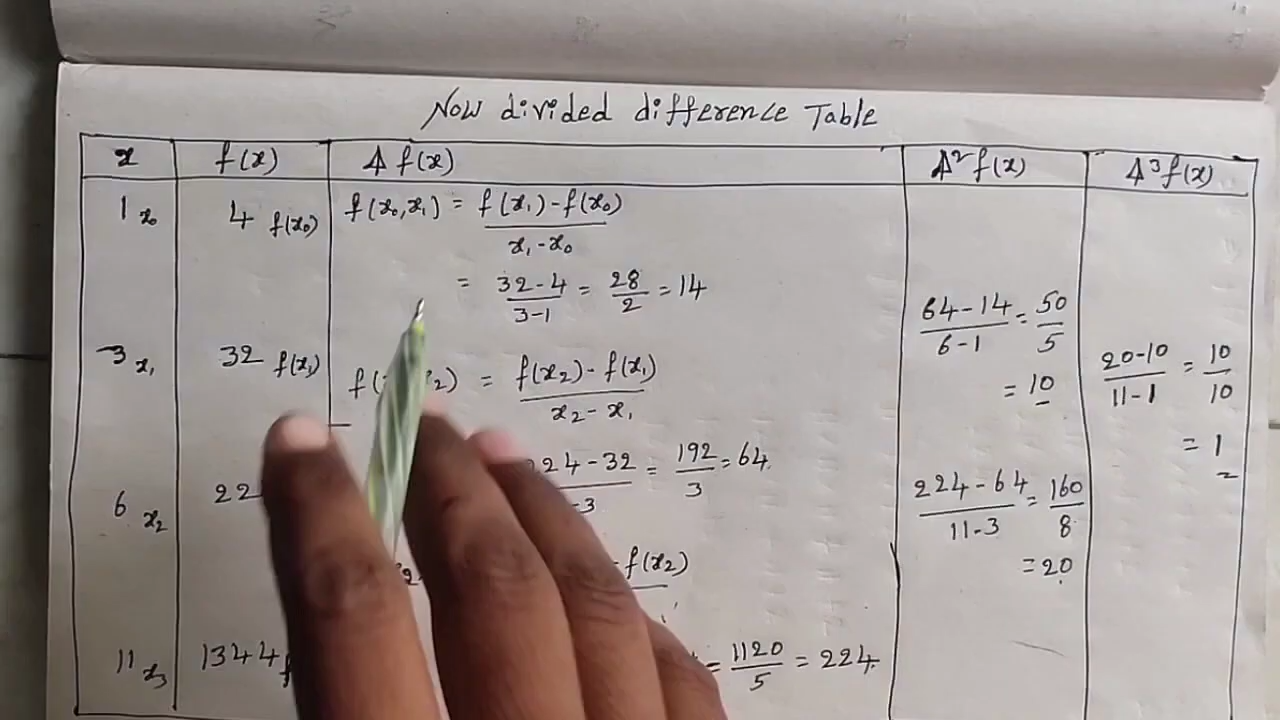 Now divided difference Table
x f(x) Δ f(x) Δ² f(x) Δ³ f(x)
1 x₀ 4 f(x₀) f(x₀,x₁) = f(x₁)-f(x₀)
x₁-x₀
= 32-4 = 28 = 14
3-1 2
64-14 = 50
6-1 5
= 10
3 x₁ 32 f(x₁) = f(x₂)-f(x₁)
x₂-x₁
20-10 = 10
11-1 10
= 1
24-32 = 192 = 64
-3 3
6 x₂ 22
224-64 = 160
11-3 8
= 20
f(x₂)
11 x₃ 1344 = 1120 = 224
5